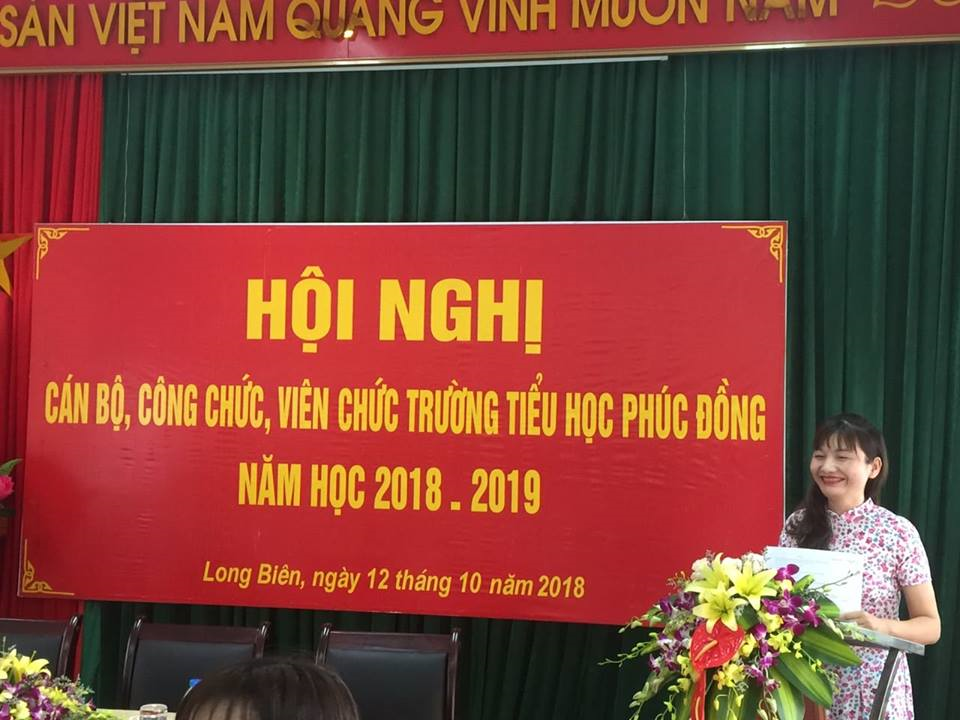 SẢN VIỆT NAM QUANG VINH MUÔN NĂM
HỘI NGHỊ
CÁN BỘ, CÔNG CHỨC, VIÊN CHỨC TRƯỜNG TIỂU HỌC PHÚC ĐỒNG
NĂM HỌC 2018 . 2019
Long Biên, ngày 12 tháng 10 năm 2018